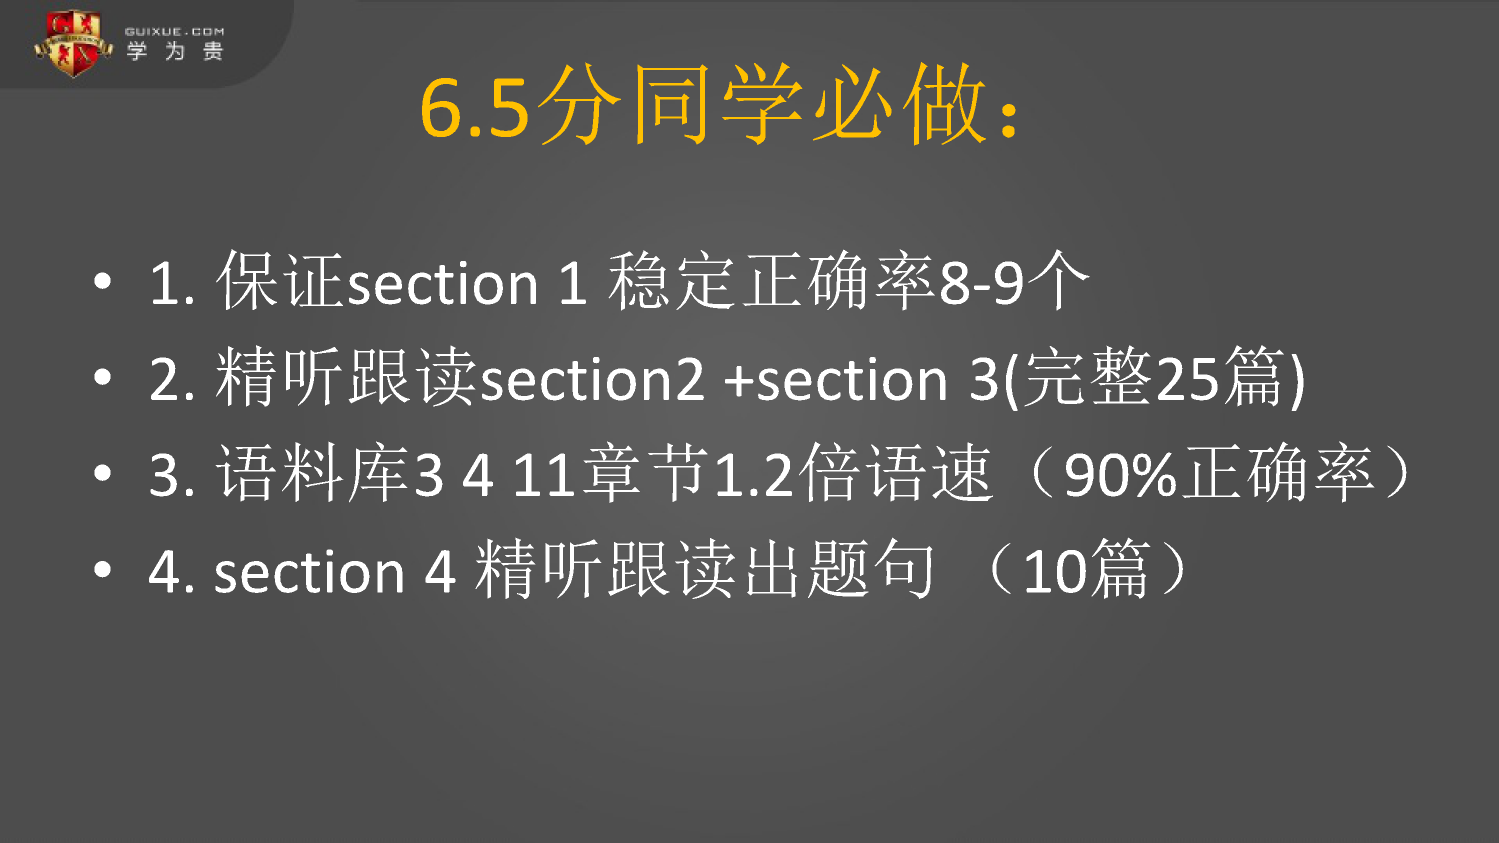 GUIXUE.COM
学为贵
6.5分同学必做：
• 1. 保证section 1 稳定正确率8-9个
• 2. 精听跟读section2 +section 3(完整25篇)
• 3. 语料库3 4 11章节1.2倍语速（90%正确率）
• 4. section 4 精听跟读出题句 （10篇）